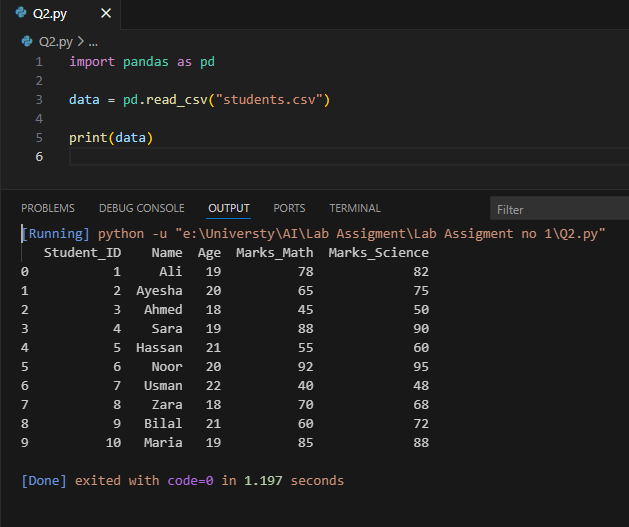 Q2.py ×
Q2.py > ...
1 import pandas as pd
2
3 data = pd.read_csv("students.csv")
4
5 print(data)
6
PROBLEMS DEBUG CONSOLE OUTPUT PORTS TERMINAL Filter
[Running] python -u "e:\Universty\AI\Lab Assigment\Lab Assigment no 1\Q2.py"
Student_ID Name Age Marks_Math Marks_Science
0 1 Ali 19 78 82
1 2 Ayesha 20 65 75
2 3 Ahmed 18 45 50
3 4 Sara 19 88 90
4 5 Hassan 21 55 60
5 6 Noor 20 92 95
6 7 Usman 22 40 48
7 8 Zara 18 70 68
8 9 Bilal 21 60 72
9 10 Maria 19 85 88
[Done] exited with code=0 in 1.197 seconds